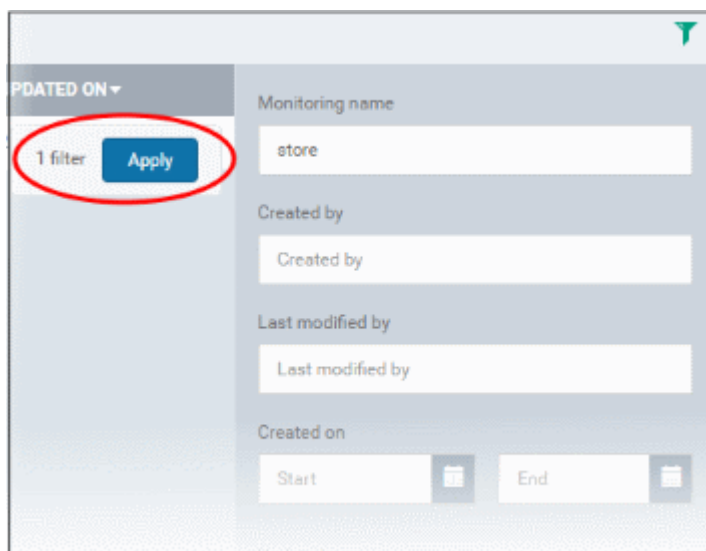 PDATED ON
Monitoring name
1 filter Apply
store
Created by
Created by
Last modified by
Last modified by
Created on
Start End